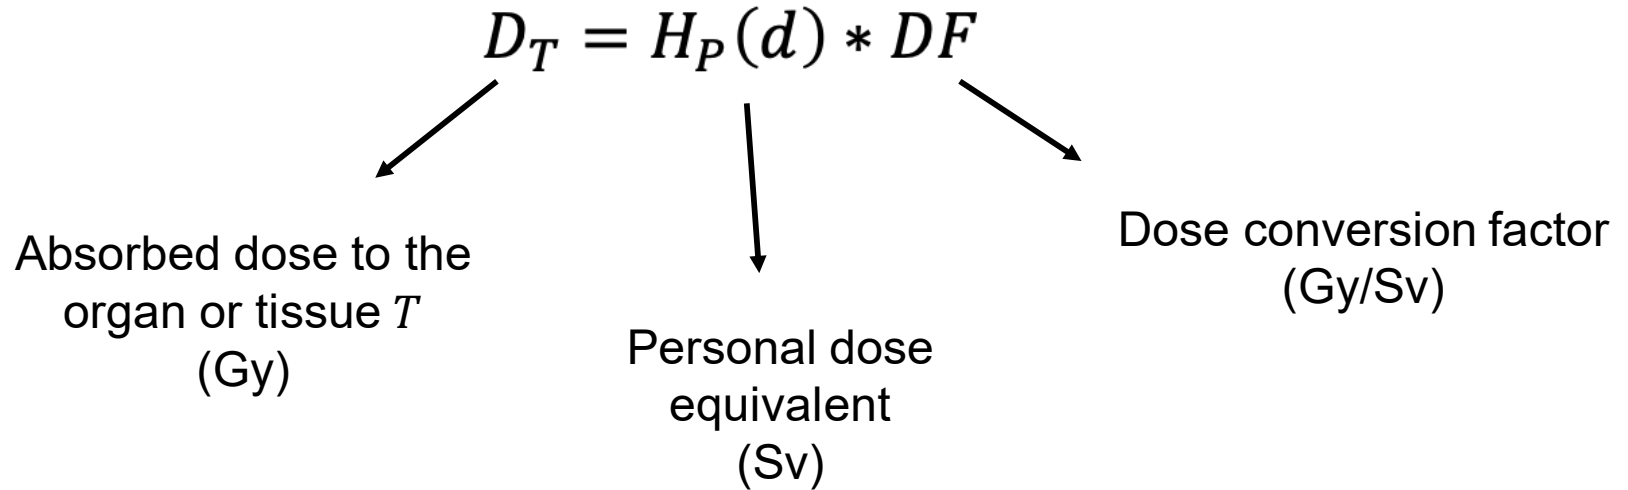 D_T = H_P(d) * DF
Absorbed dose to the
organ or tissue T
(Gy)
Personal dose
equivalent
(Sv)
Dose conversion factor
(Gy/Sv)